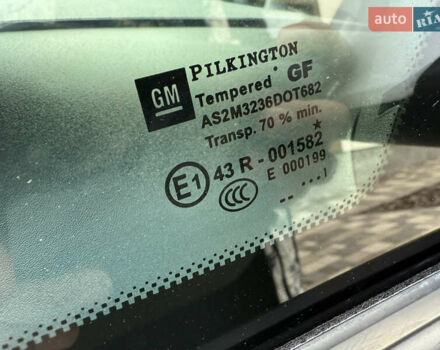 auto RIA
GM
PILKINGTON
Tempered GF
AS2M3236DOT682
Transp. 70 % min.
E1 43 R - 001582
CCC E 000199
-- ...I